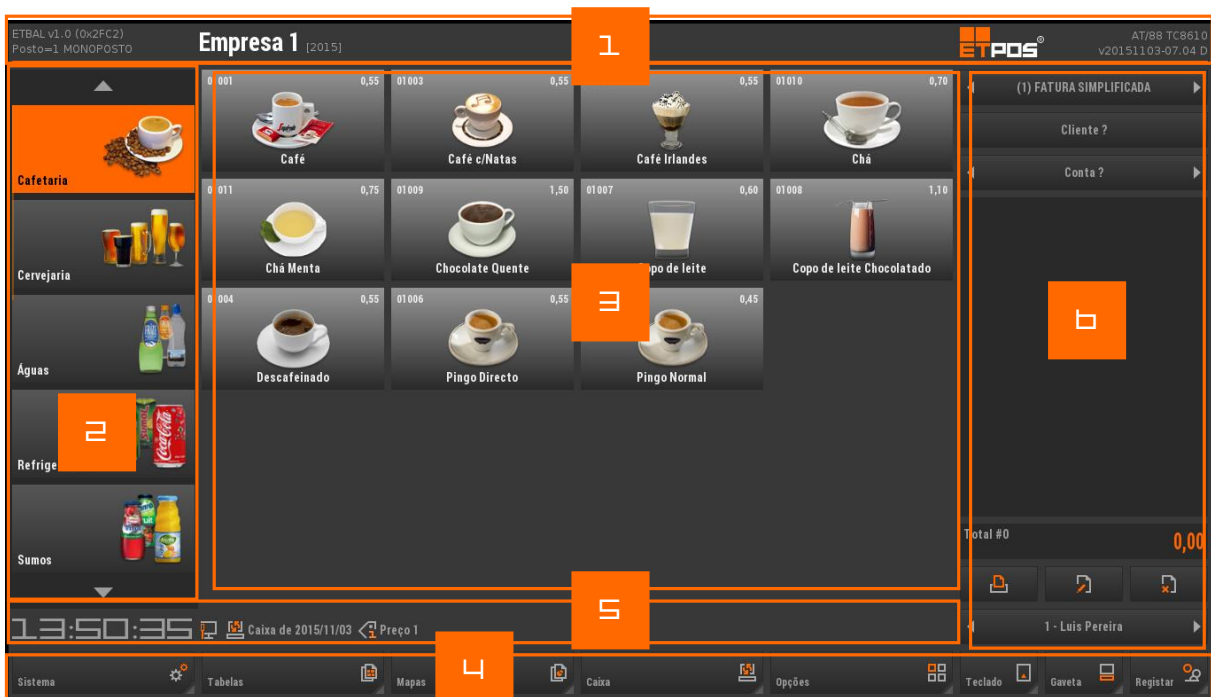 ETBAL v1.0 (0x2FC2)
Posto=1 MONOPOSTO
Empresa 1 [2015]
1
ETPOS®
AT/88 TC8610
v20151103-07.04 D
Cafetaria
Cervejaria
Águas
2
Sumos
0,55
Café
01003 0,55
Café c/Natas
0,55
Café Irlandes
01010 0,70
Chá
0,75
Chá Menta
01009 1,50
Chocolate Quente
01007 0,60
Copo de leite
01008 1,10
Copo de leite Chocolatado
0,55
Descafeinado
01006 0,55
Pingo Directo
0,45
Pingo Normal
3
(1) FATURA SIMPLIFICADA
Cliente ?
Conta ?
6
Total #0
0,00
1 - Luis Pereira
5
13:50:35
Caixa de 2015/11/03
Preço 1
4
Sistema
Tabelas
Mapas
Caixa
Opções
Teclado
Gaveta
Registar